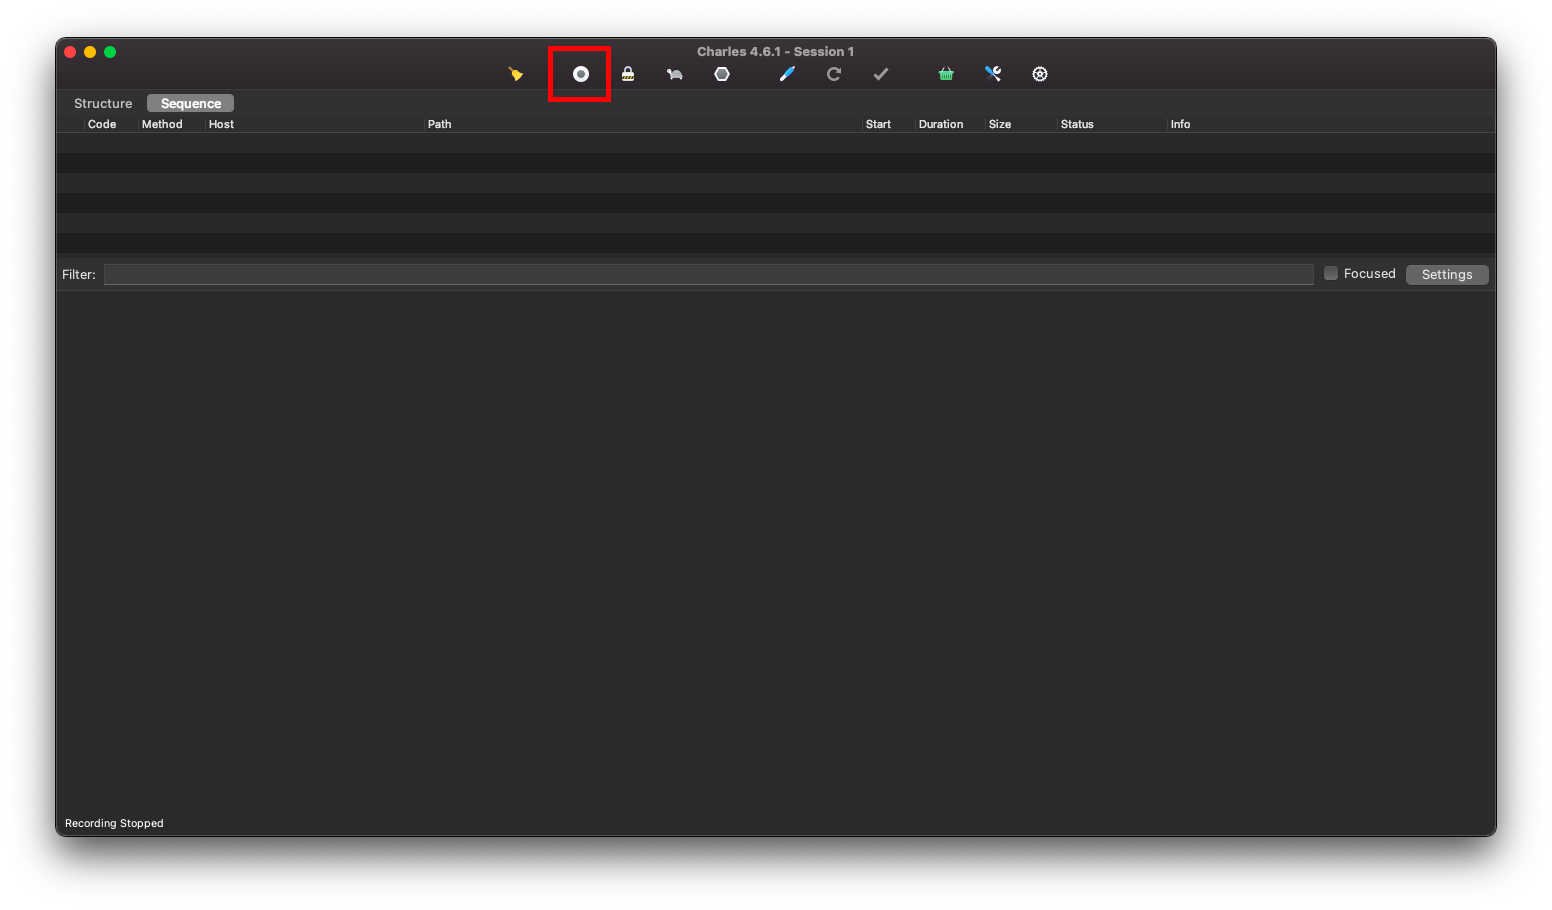 Charles 4.6.1 - Session 1
Structure Sequence
Code Method Host Path Start Duration Size Status Info
Filter: Focused Settings
Recording Stopped